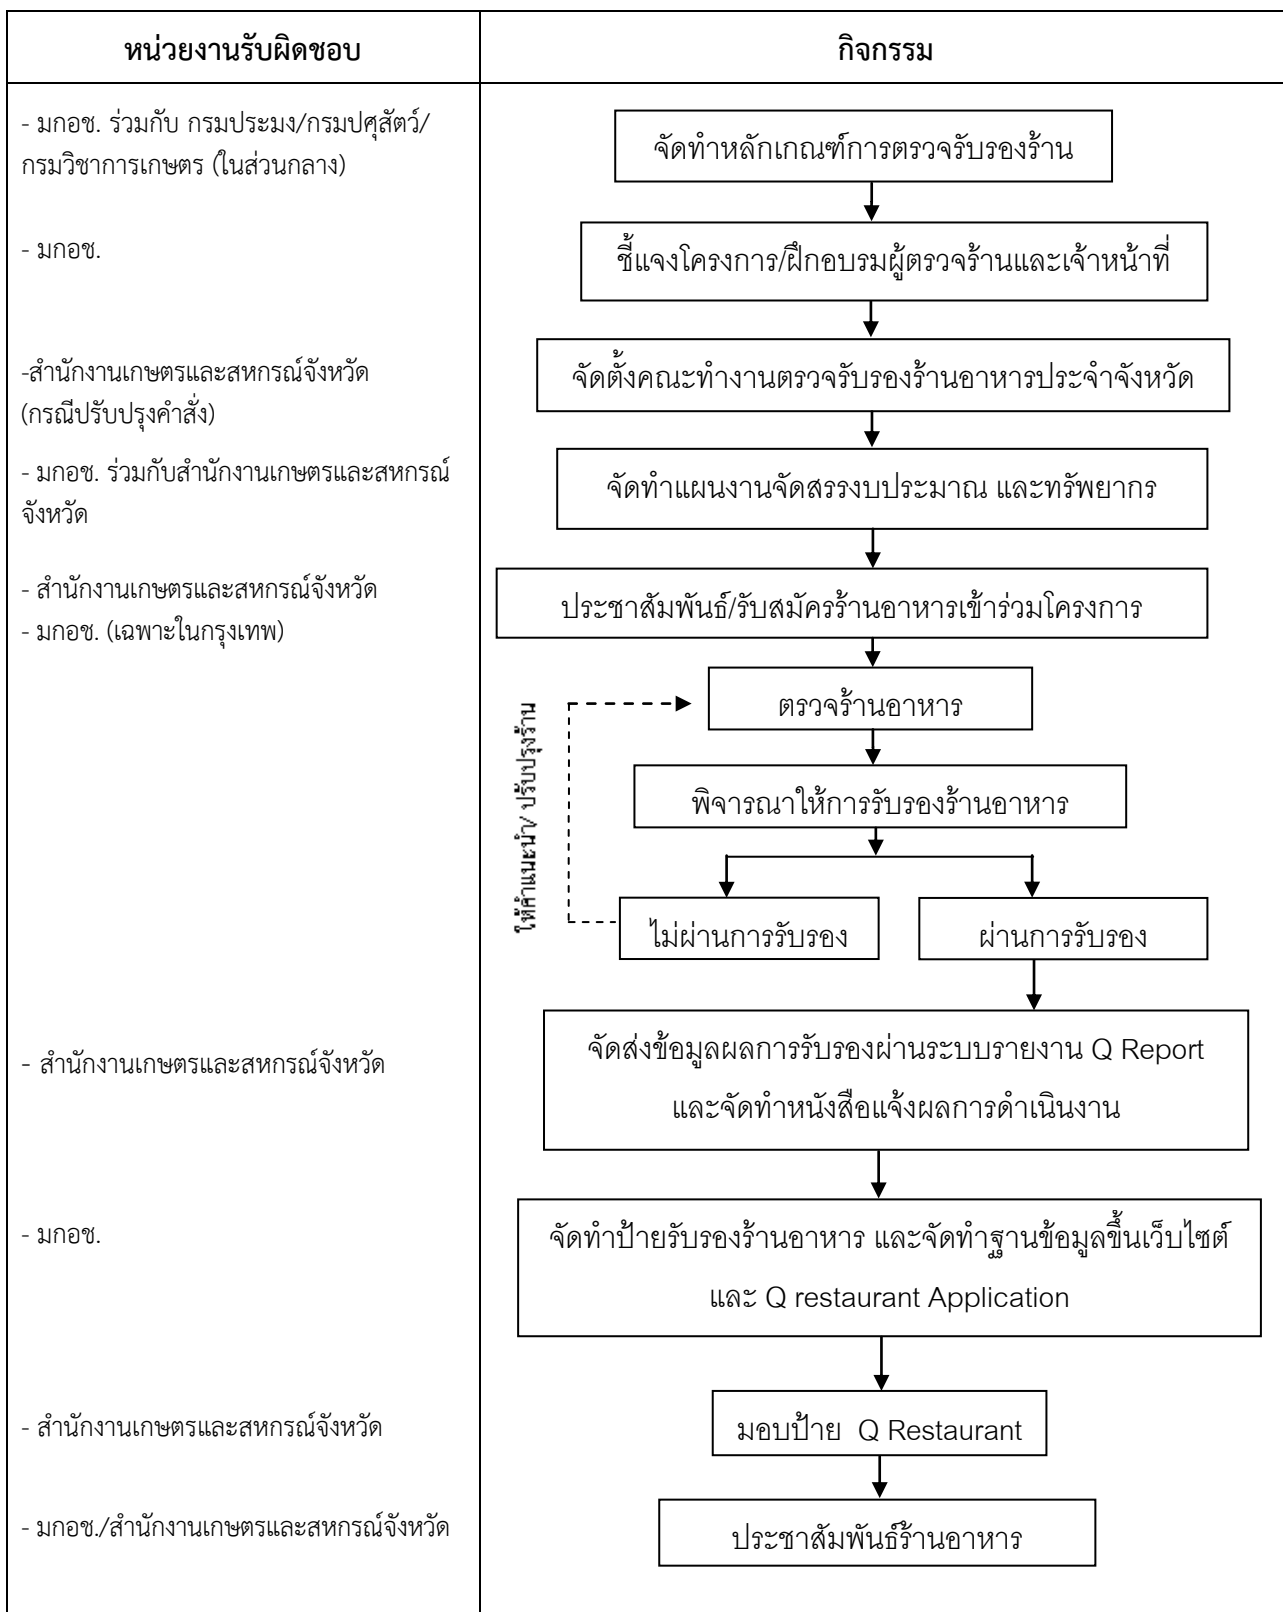 หน่วยงานรับผิดชอบ
กิจกรรม
- มกอช. ร่วมกับ กรมประมง/กรมปศุสัตว์/
กรมวิชาการเกษตร (ในส่วนกลาง)
จัดทำหลักเกณฑ์การตรวจรับรองร้าน
- มกอช.
ชี้แจงโครงการ/ฝึกอบรมผู้ตรวจร้านและเจ้าหน้าที่
-สำนักงานเกษตรและสหกรณ์จังหวัด
(กรณีปรับปรุงคำสั่ง)
จัดตั้งคณะทำงานตรวจรับรองร้านอาหารประจำจังหวัด
- มกอช. ร่วมกับสำนักงานเกษตรและสหกรณ์
จังหวัด
จัดทำแผนงานจัดสรรงบประมาณ และทรัพยากร
- สำนักงานเกษตรและสหกรณ์จังหวัด
- มกอช. (เฉพาะในกรุงเทพ)
ประชาสัมพันธ์/รับสมัครร้านอาหารเข้าร่วมโครงการ
ตรวจร้านอาหาร
ให้คำแนะนำ/ ปรับปรุงร้าน
พิจารณาให้การรับรองร้านอาหาร
ไม่ผ่านการรับรอง
ผ่านการรับรอง
- สำนักงานเกษตรและสหกรณ์จังหวัด
จัดส่งข้อมูลผลการรับรองผ่านระบบรายงาน Q Report
และจัดทำหนังสือแจ้งผลการดำเนินงาน
- มกอช.
จัดทำป้ายรับรองร้านอาหาร และจัดทำฐานข้อมูลขึ้นเว็บไซต์
และ Q restaurant Application
- สำนักงานเกษตรและสหกรณ์จังหวัด
มอบป้าย Q Restaurant
- มกอช./สำนักงานเกษตรและสหกรณ์จังหวัด
ประชาสัมพันธ์ร้านอาหาร